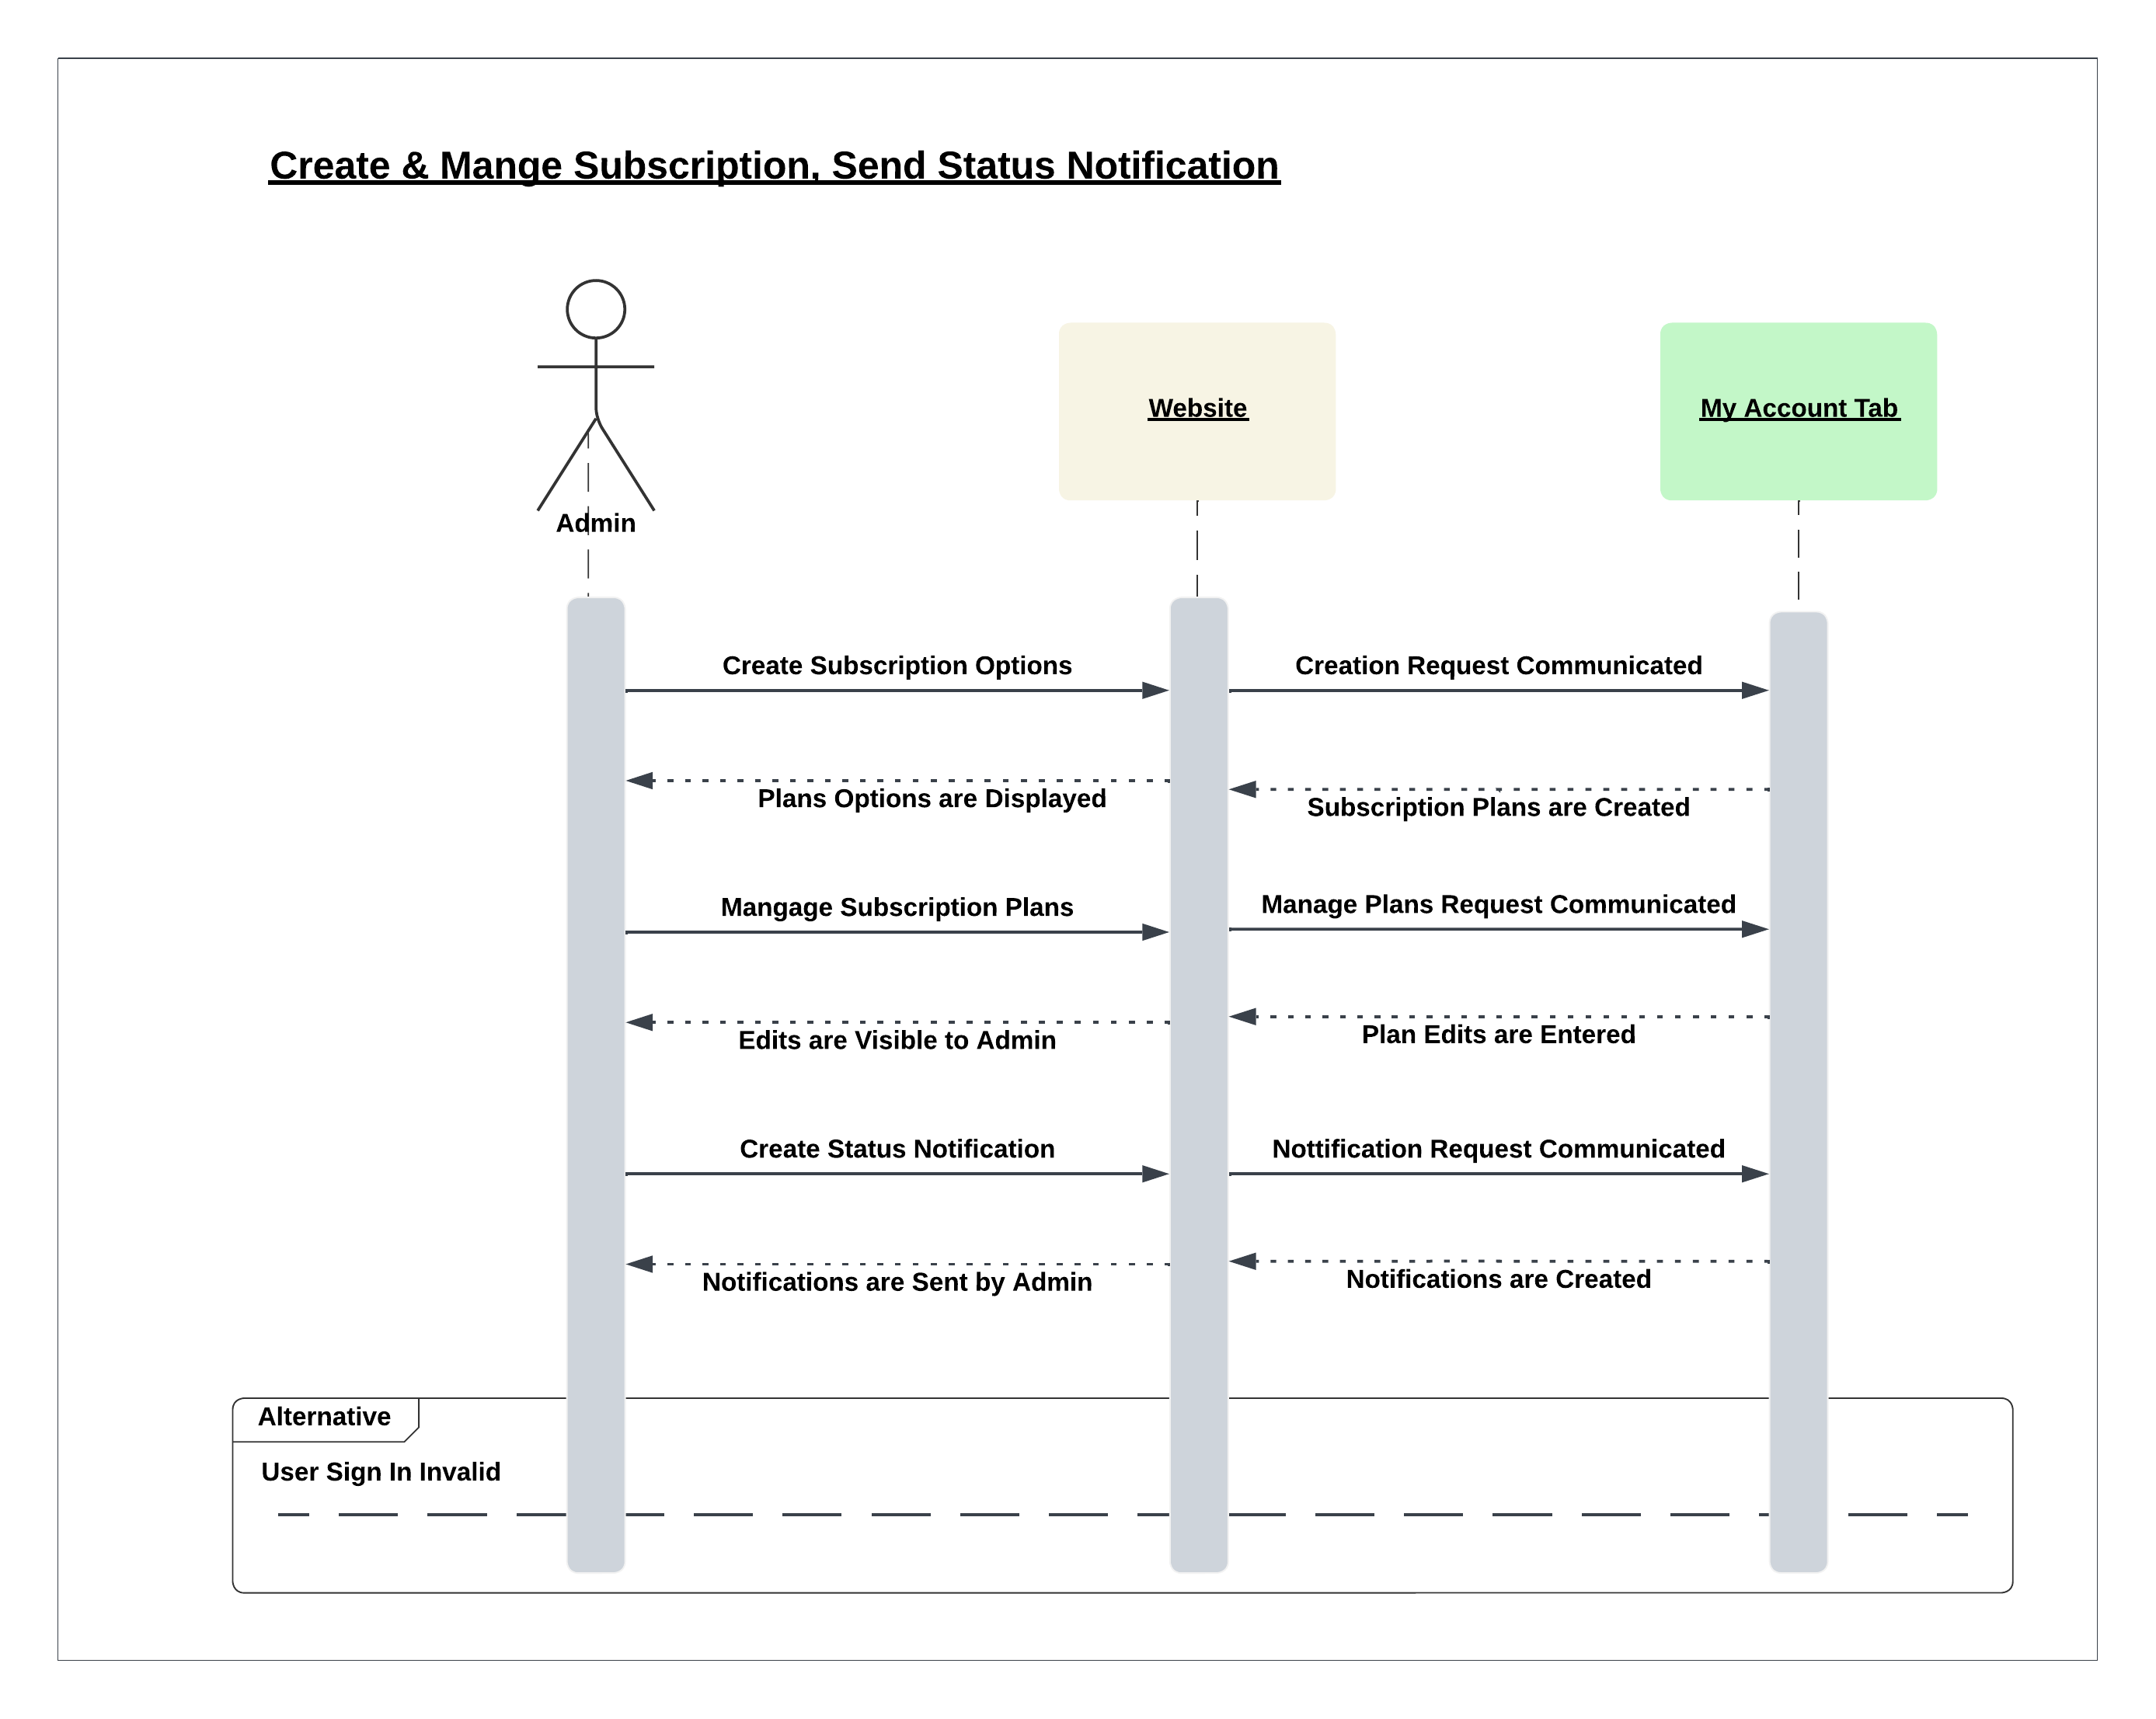 Create & Mange Subscription, Send Status Notification
Website
My Account Tab
Admin
Create Subscription Options
Creation Request Communicated
Plans Options are Displayed
Subscription Plans are Created
Mangage Subscription Plans
Manage Plans Request Communicated
Edits are Visible to Admin
Plan Edits are Entered
Create Status Notification
Nottification Request Communicated
Notifications are Sent by Admin
Notifications are Created
Alternative
User Sign In Invalid